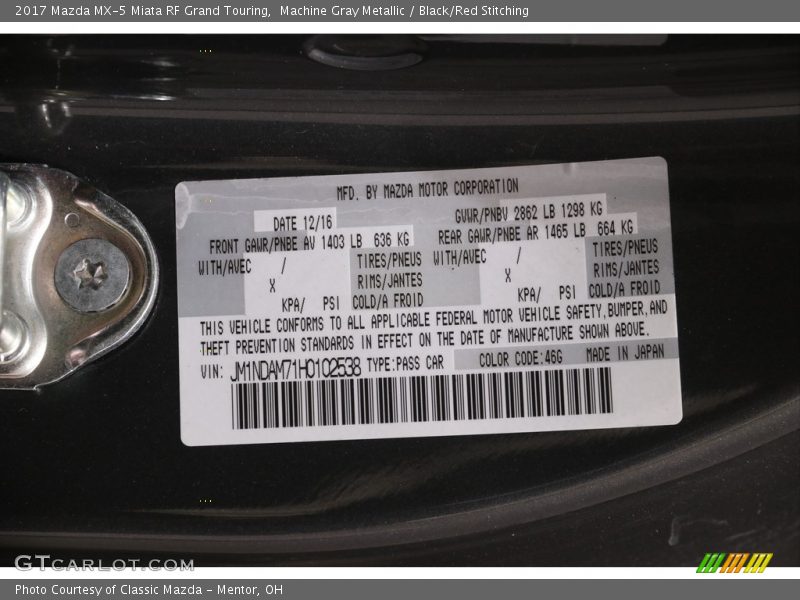 2017 Mazda MX-5 Miata RF Grand Touring, Machine Gray Metallic / Black/Red Stitching
MFD. BY MAZDA MOTOR CORPORATION
DATE 12/16 GVWR/PNBV 2862 LB 1298 KG
FRONT GAWR/PNBE AV 1403 LB 636 KG REAR GAWR/PNBE AR 1465 LB 664 KG
WITH/AVEC / TIRES/PNEUS WITH/AVEC / TIRES/PNEUS
X RIMS/JANTES X RIMS/JANTES
KPA/ PSI COLD/A FROID KPA/ PSI COLD/A FROID
THIS VEHICLE CONFORMS TO ALL APPLICABLE FEDERAL MOTOR VEHICLE SAFETY,BUMPER,AND
THEFT PREVENTION STANDARDS IN EFFECT ON THE DATE OF MANUFACTURE SHOWN ABOVE.
VIN: JM1NDAM71H0102538 TYPE:PASS CAR COLOR CODE:46G MADE IN JAPAN
GTCARLOT.COM
Photo Courtesy of Classic Mazda - Mentor, OH